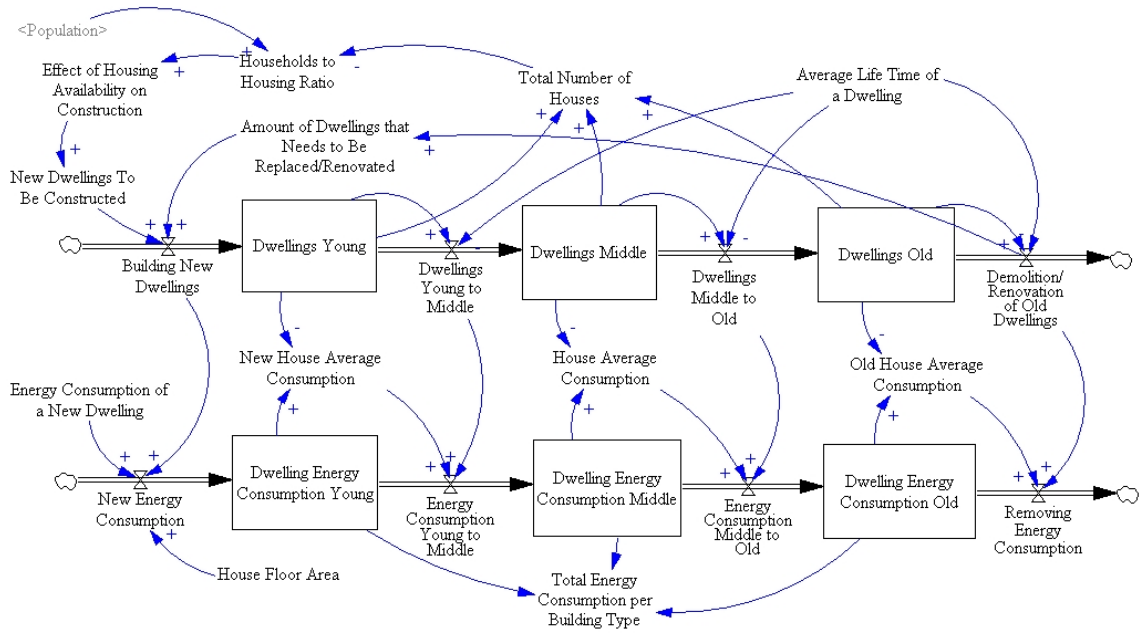 <Population>
Effect of Housing
Availability on
Construction
Households to
Housing Ratio
Total Number of
Houses
Average Life Time of
a Dwelling
Amount of Dwellings that
Needs to Be
Replaced/Renovated
New Dwellings To
Be Constructed
Building New
Dwellings
Dwellings Young
Dwellings
Young to
Middle
Dwellings Middle
Dwellings
Middle to
Old
Dwellings Old
Demolition/
Renovation
of Old
Dwellings
New House Average
Consumption
House Average
Consumption
Old House Average
Consumption
Energy Consumption of
a New Dwelling
New Energy
Consumption
Dwelling Energy
Consumption Young
Energy
Consumption
Young to
Middle
Dwelling Energy
Consumption Middle
Energy
Consumption
Middle to
Old
Dwelling Energy
Consumption Old
Removing
Energy
Consumption
House Floor Area
Total Energy
Consumption per
Building Type